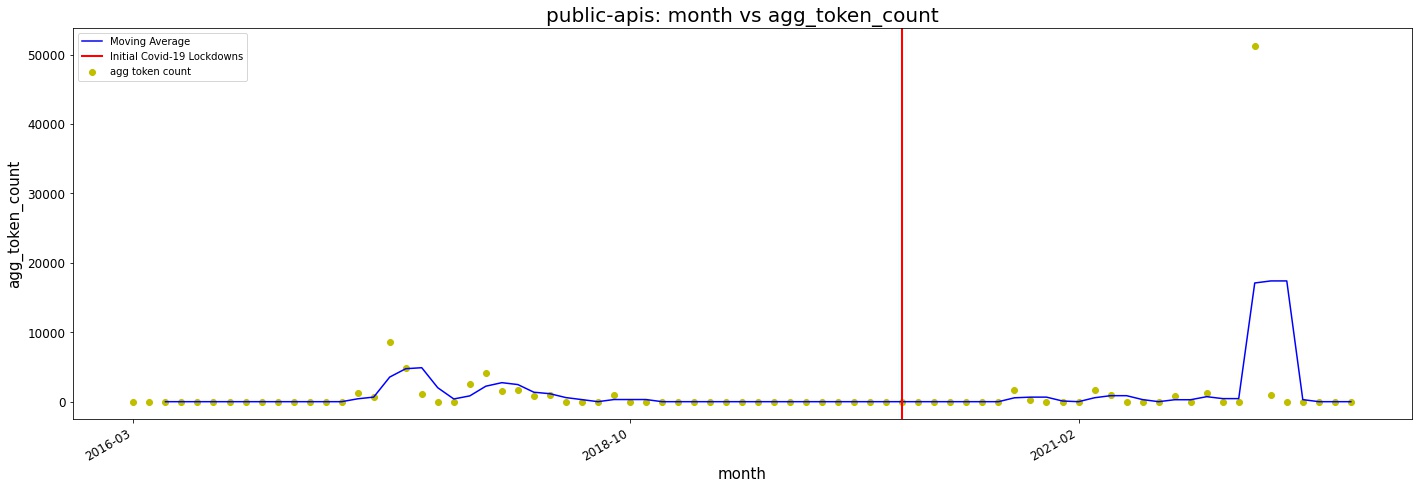 public-apis: month vs agg_token_count
Moving Average
Initial Covid-19 Lockdowns
agg token count
agg_token_count
50000
40000
30000
20000
10000
0
2016-03
2018-10
2021-02
month